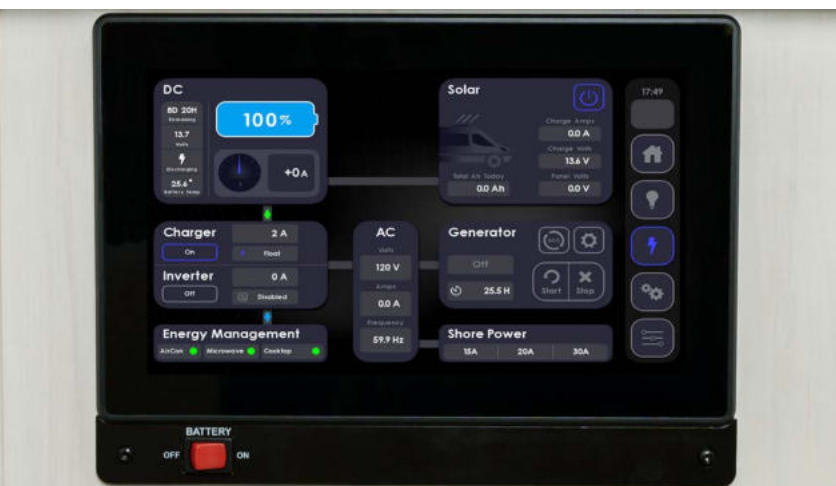 DC
8D 20H
Remaining
13.7
Volts
Discharging
25.6°
Battery Temp
100%
+0A
Solar
Charge Amps
0.0 A
Charge Volts
13.6 V
Total Ah Today
Panel Volts
0.0 Ah
0.0 V
17:49
Charger
2 A
On
Float
Inverter
0 A
Off
Disabled
AC
Volts
120 V
Amps
0.0 A
Frequency
59.9 Hz
Generator
Off
25.5 H
Start
Stop
Energy Management
AirCon
Microwave
Cooktop
Shore Power
15A
20A
30A
BATTERY
OFF
ON